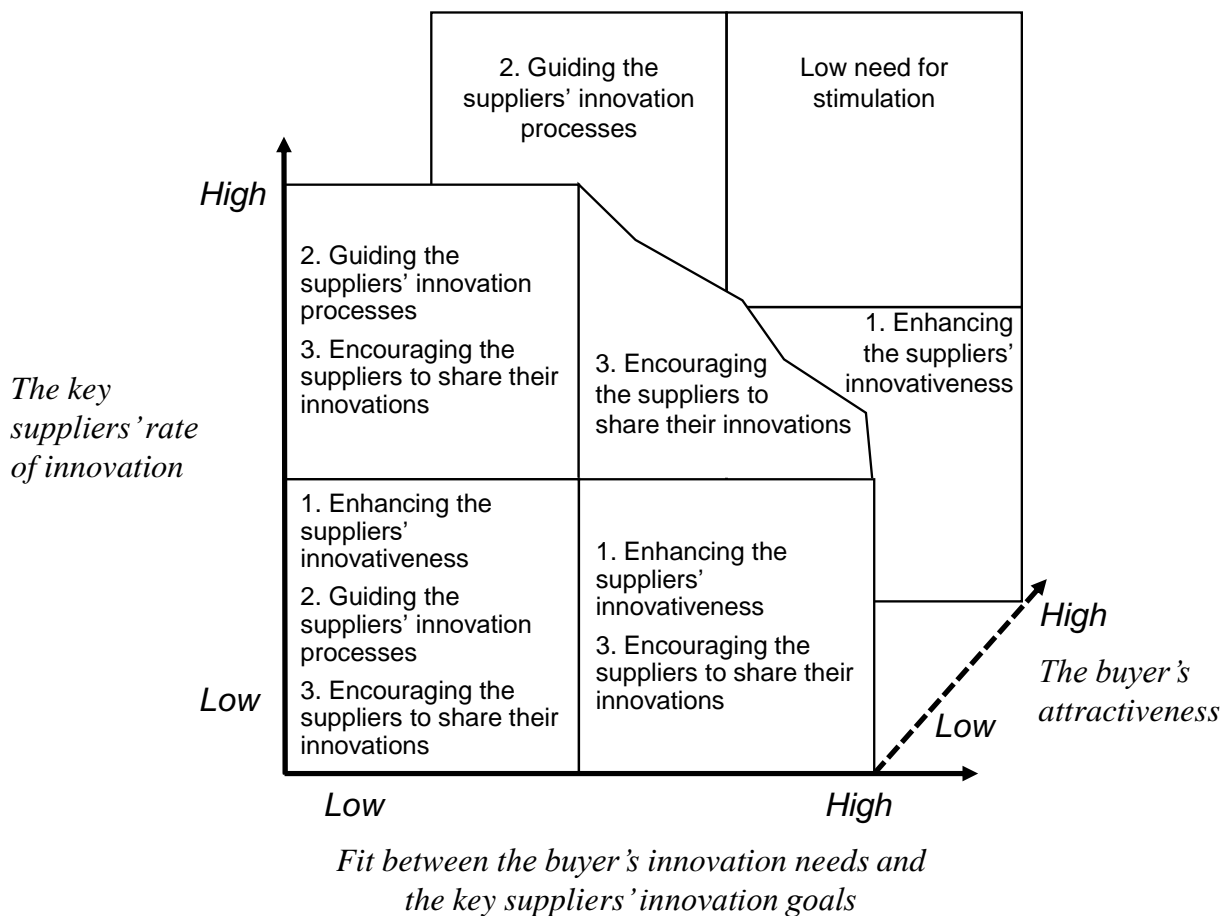 2. Guiding the
suppliers’ innovation
processes
Low need for
stimulation
High
2. Guiding the
suppliers’ innovation
processes
3. Encouraging the
suppliers to share their
innovations
3. Encouraging
the suppliers to
share their innovations
1. Enhancing
the suppliers’
innovativeness
The key
suppliers’ rate
of innovation
1. Enhancing the
suppliers’
innovativeness
2. Guiding the
suppliers’ innovation
processes
3. Encouraging the
suppliers to share their
innovations
1. Enhancing the
suppliers’
innovativeness
3. Encouraging the
suppliers to share their
innovations
Low
High
The buyer’s
attractiveness
Low
Low
High
Fit between the buyer’s innovation needs and
the key suppliers’ innovation goals